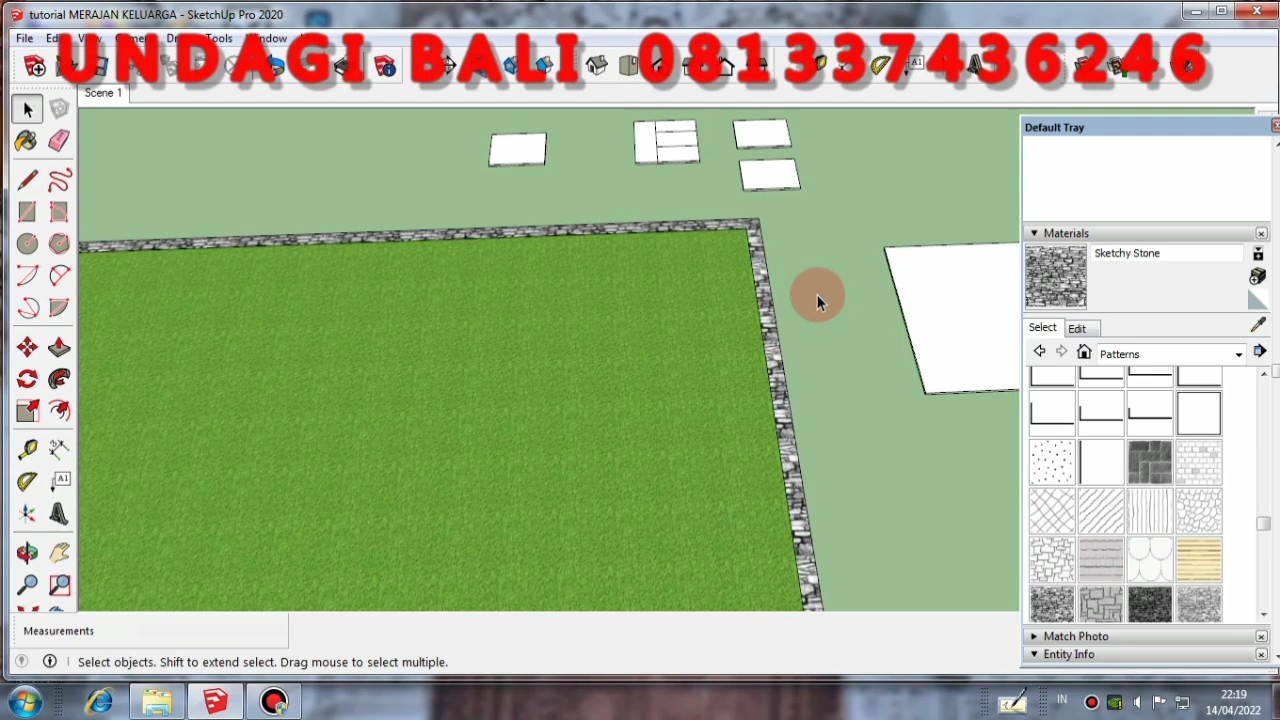 tutorial MERAJAN KELUARGA - SketchUp Pro 2020
File Tools Window
UNDAGI BALI 081337436246
Scene 1
Default Tray
Materials
Sketchy Stone
Select Edit
Patterns
A1
Measurements
Match Photo
Select objects. Shift to extend select. Drag mouse to select multiple.
Entity Info
IN
22:19
14/04/2022